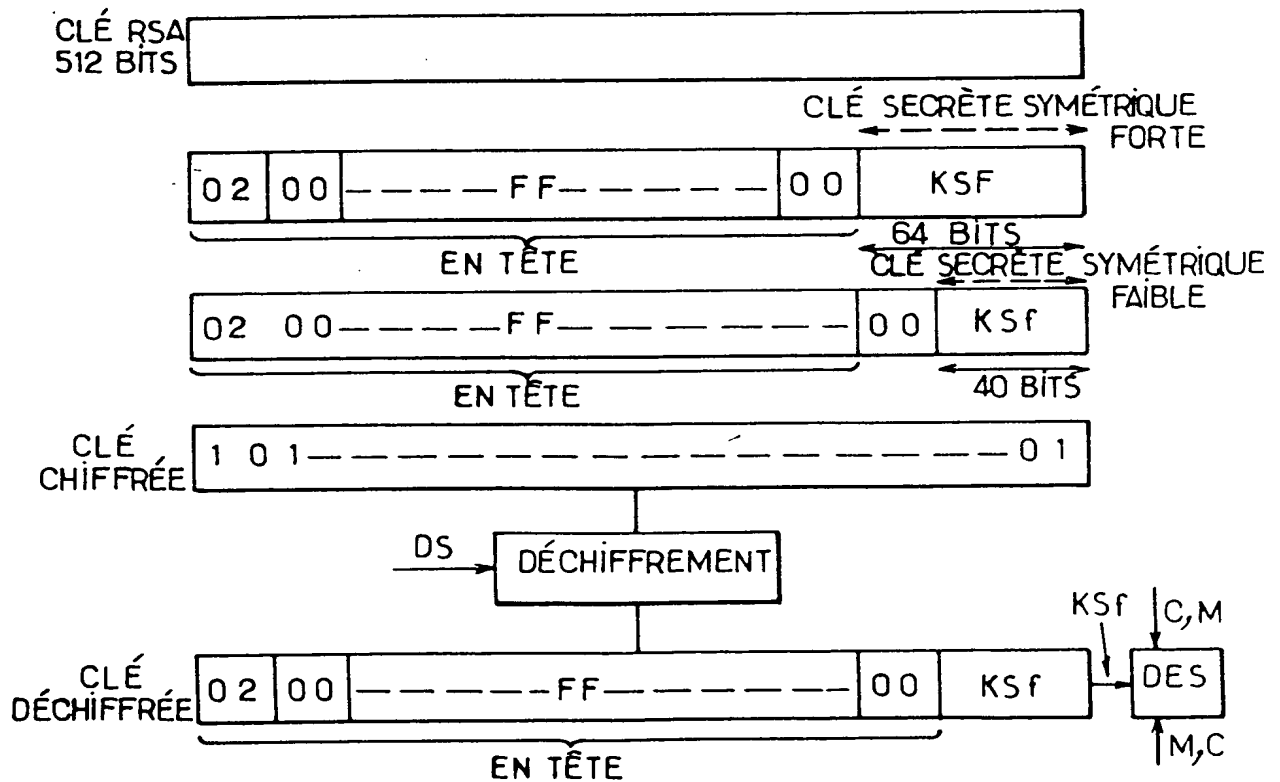 CLÉ RSA
512 BITS
CLÉ SECRÈTE SYMÉTRIQUE
FORTE
02 00 — — — — — FF — — — — — 00 KSF
64 BITS
EN TÊTE
CLÉ SECRÈTE SYMÉTRIQUE
FAIBLE
02 00 — — — — — FF — — — — — — — 00 KSf
40 BITS
EN TÊTE
CLÉ
CHIFFRÉE
1 0 1 — — — — — — — — — — — — — — — 0 1
DS
DÉCHIFFREMENT
KSf
C,M
CLÉ
DÉCHIFFRÉE
02 00 — — — — — — FF — — — — — — 00 KSf
DES
M,C
EN TÊTE